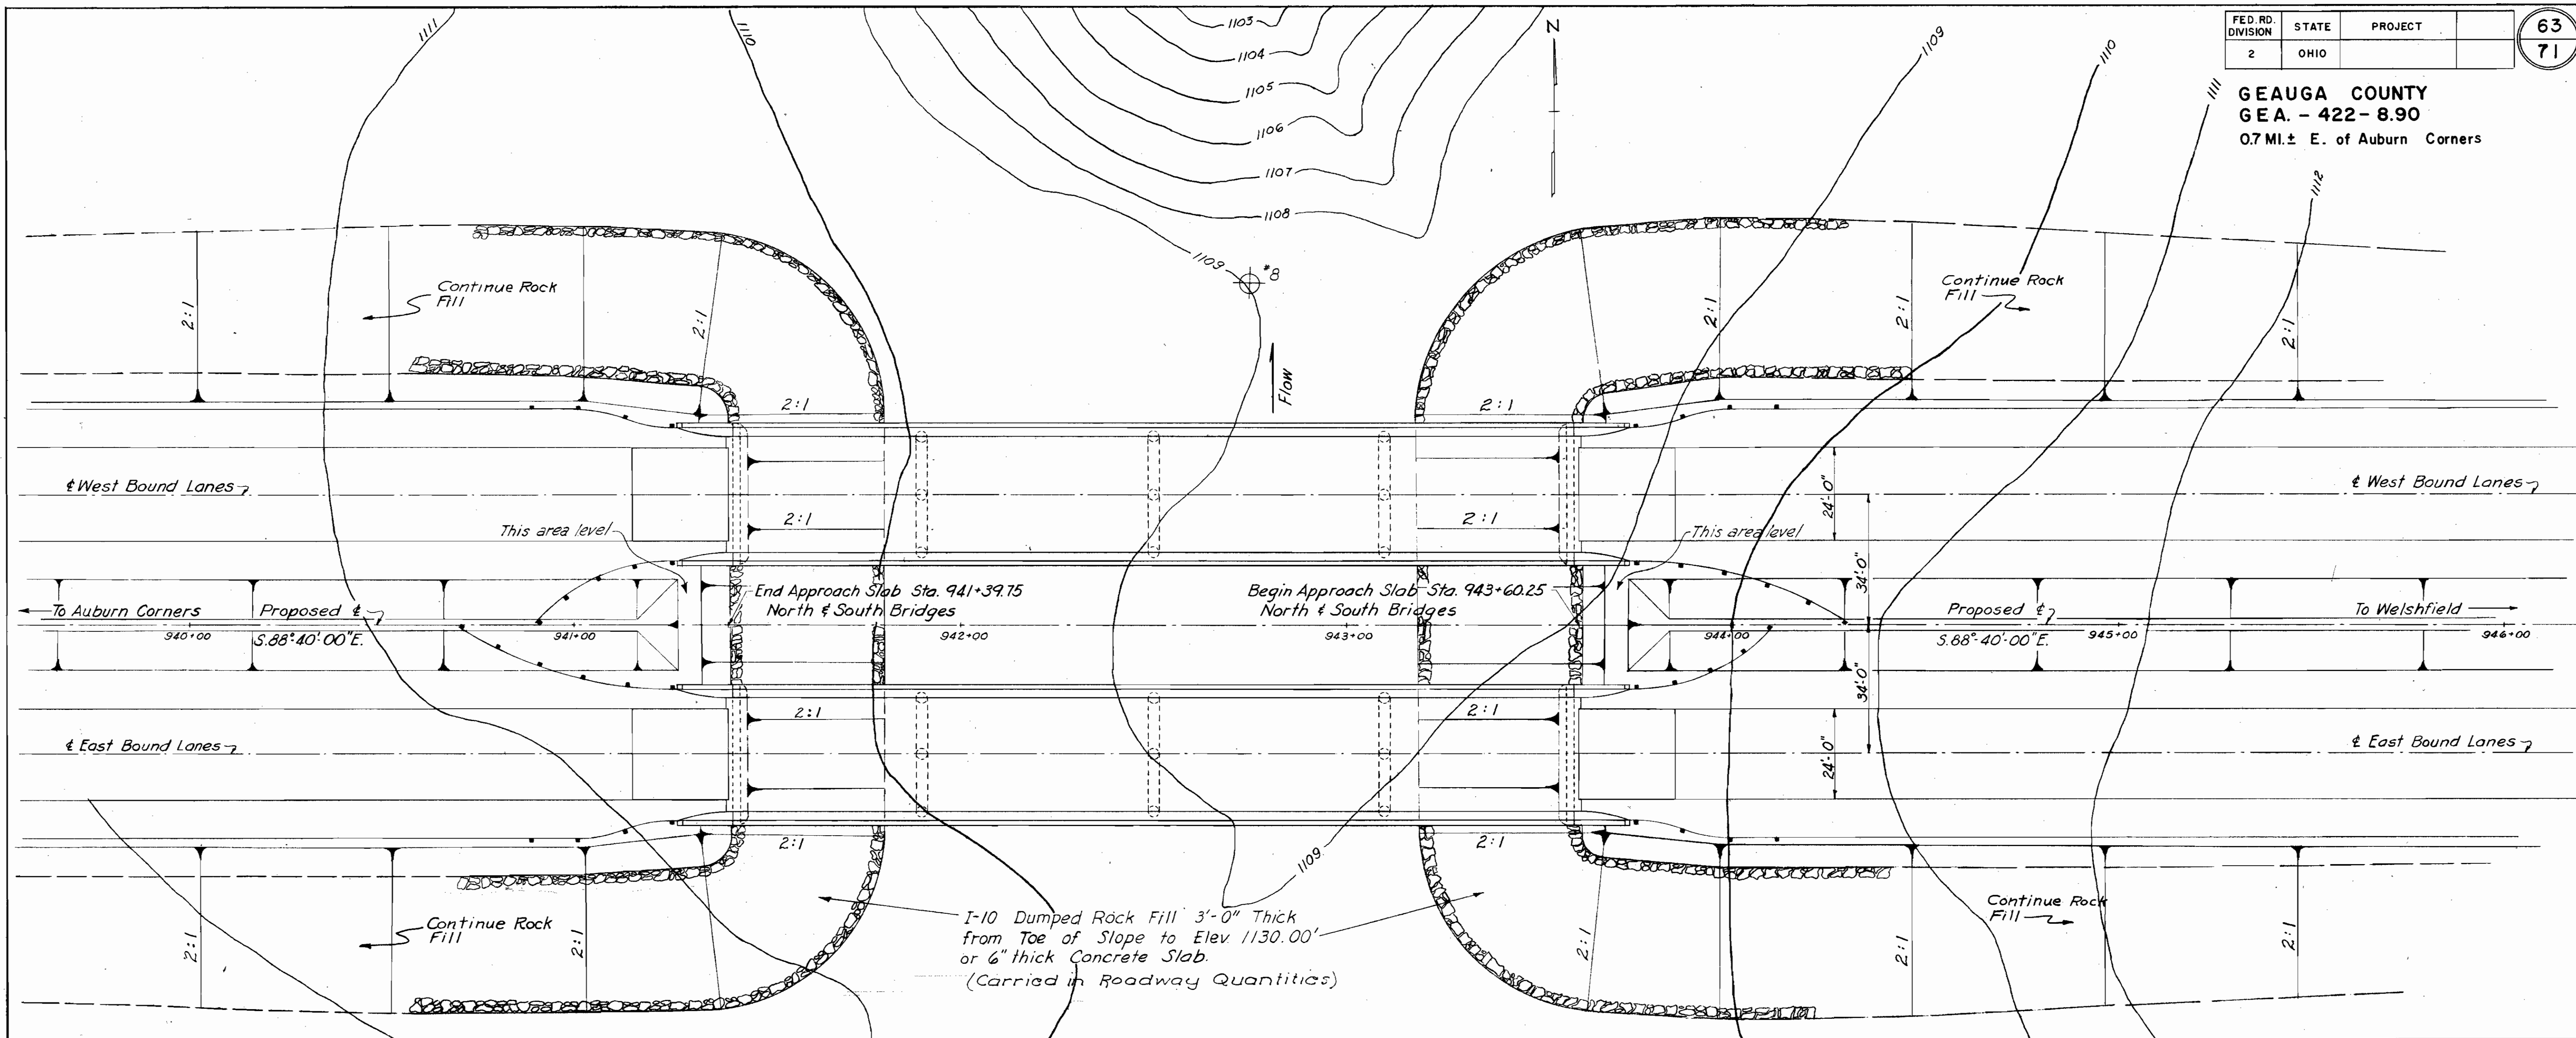 FED. RD. DIVISION STATE PROJECT
2 OHIO
63
71
GEAUGA COUNTY
GEA. - 422 - 8.90
0.7 MI.± E. of Auburn Corners
N
1111
1110
1103
1104
1105
1106
1107
1108
1109
1109
1110
1111
1112
#8
Continue Rock
Fill
Continue Rock
Fill
2:1
2:1
2:1
2:1
2:1
Flow
2:1
2:1
℄ West Bound Lanes
℄ West Bound Lanes
24'-0"
2:1
2:1
This area level
This area level
34'-0"
End Approach Slab Sta. 941+39.75
North & South Bridges
Begin Approach Slab Sta. 943+60.25
North & South Bridges
To Auburn Corners
Proposed ℄
Proposed ℄
To Welshfield
940+00
941+00
942+00
943+00
944+00
945+00
946+00
S.88°-40'-00"E.
S.88°-40'-00"E.
34'-0"
2:1
2:1
℄ East Bound Lanes
℄ East Bound Lanes
24'-0"
2:1
2:1
1109
I-10 Dumped Rock Fill 3'-0" Thick
from Toe of Slope to Elev. 1130.00'
or 6" thick Concrete Slab.
(Carried in Roadway Quantities)
Continue Rock
Fill
Continue Rock
Fill
2:1
2:1
2:1
2:1
2:1